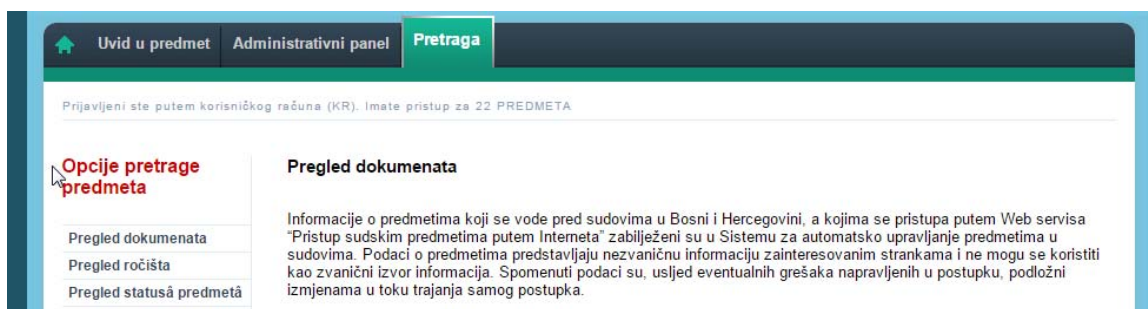 Uvid u predmet Administrativni panel Pretraga
Prijavljeni ste putem korisničkog računa (KR). Imate pristup za 22 PREDMETA
Opcije pretrage
predmeta
Pregled dokumenata
Pregled ročišta
Pregled statusâ predmetâ
Pregled dokumenata
Informacije o predmetima koji se vode pred sudovima u Bosni i Hercegovini, a kojima se pristupa putem Web servisa
“Pristup sudskim predmetima putem Interneta” zabilježeni su u Sistemu za automatsko upravljanje predmetima u
sudovima. Podaci o predmetima predstavljaju nezvaničnu informaciju zainteresovanim strankama i ne mogu se koristiti
kao zvanični izvor informacija. Spomenuti podaci su, usljed eventualnih grešaka napravljenih u postupku, podložni
izmjenama u toku trajanja samog postupka.